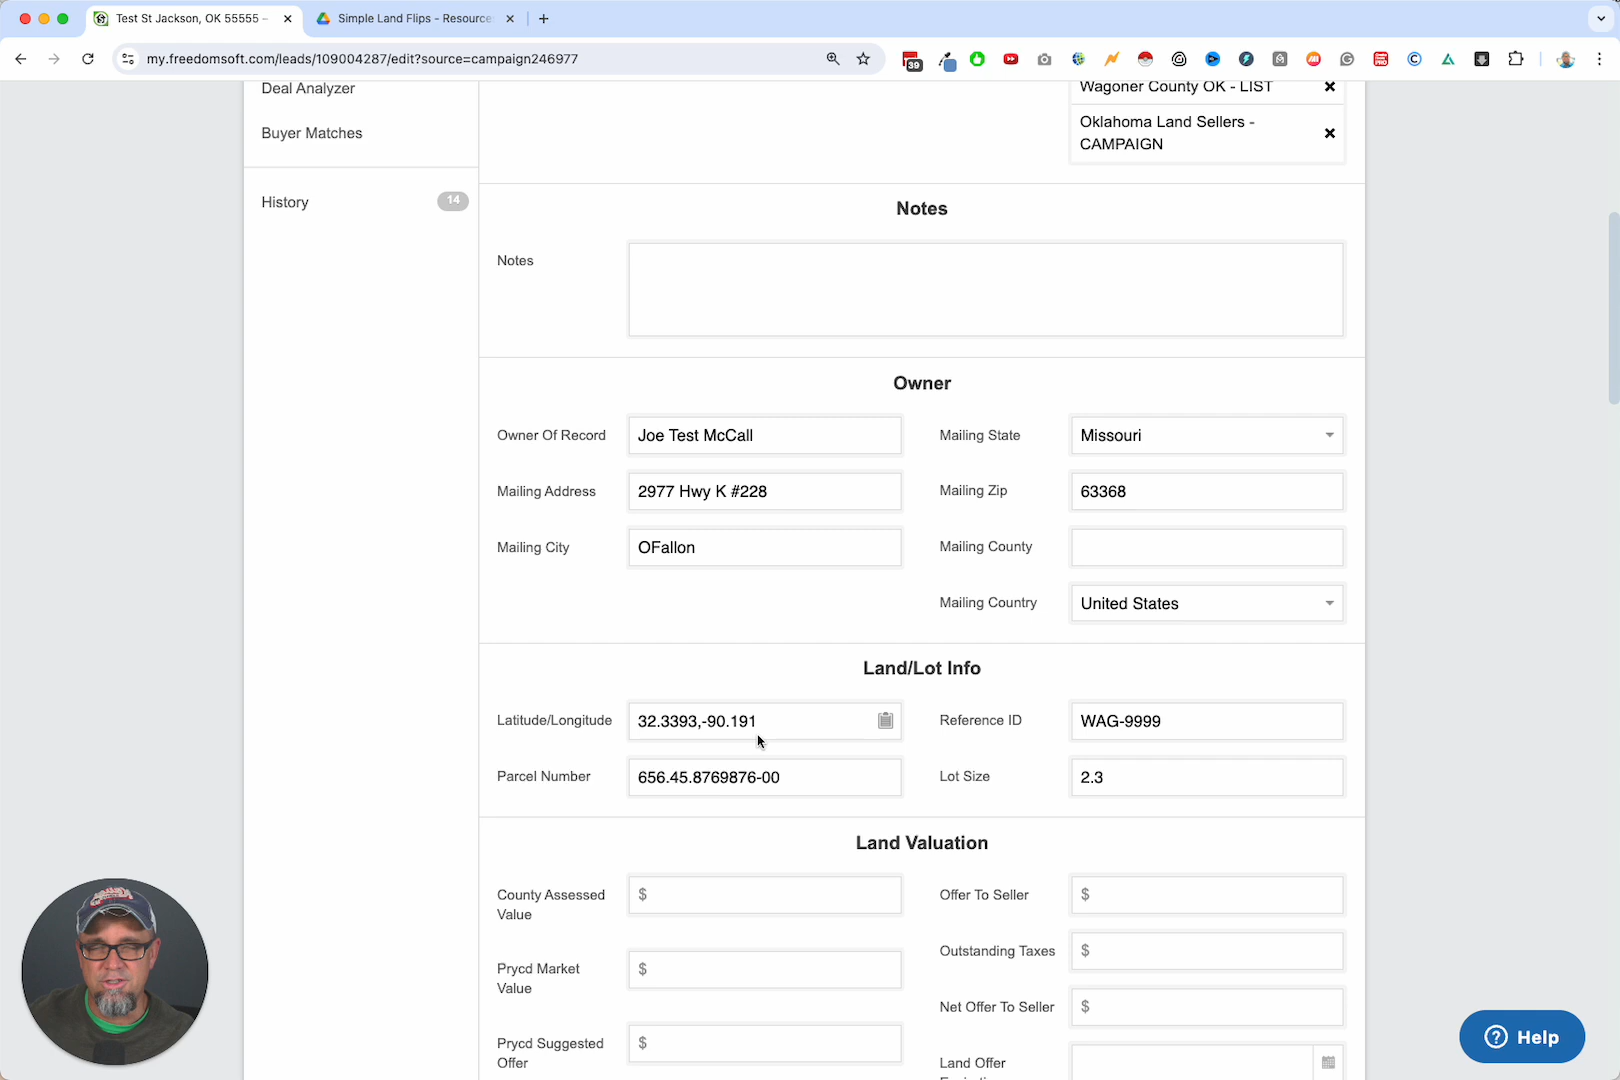 Test St Jackson, OK 55555 -
Simple Land Flips - Resource
my.freedomsoft.com/leads/109004287/edit?source=campaign246977
39
Deal Analyzer
Buyer Matches
History
14
Wagoner County OK - LIST
Oklahoma Land Sellers -
CAMPAIGN
Notes
Notes
Owner
Owner Of Record
Joe Test McCall
Mailing State
Missouri
Mailing Address
2977 Hwy K #228
Mailing Zip
63368
Mailing City
OFallon
Mailing County
Mailing Country
United States
Land/Lot Info
Latitude/Longitude
32.3393,-90.191
Reference ID
WAG-9999
Parcel Number
656.45.8769876-00
Lot Size
2.3
Land Valuation
County Assessed
Value
$
Offer To Seller
$
Outstanding Taxes
$
Prycd Market
Value
$
Net Offer To Seller
$
Prycd Suggested
Offer
$
Land Offer
Help